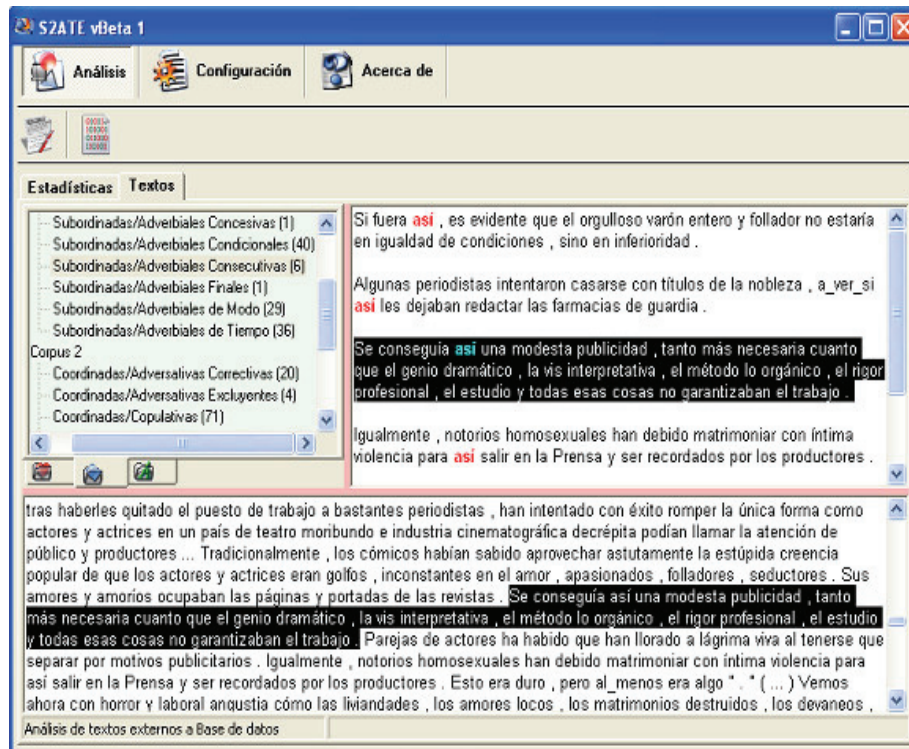 S2ATE vBeta 1
Análisis
Configuración
Acerca de
Estadísticas
Textos
Subordinadas/Adverbiales Concesivas (1)
Subordinadas/Adverbiales Condicionales (40)
Subordinadas/Adverbiales Consecutivas (6)
Subordinadas/Adverbiales Finales (1)
Subordinadas/Adverbiales de Modo (29)
Subordinadas/Adverbiales de Tiempo (36)
Corpus 2
Coordinadas/Adversativas Correctivas (20)
Coordinadas/Adversativas Excluyentes (4)
Coordinadas/Copulativas (71)
Si fuera así , es evidente que el orgulloso varón entero y follador no estaría
en igualdad de condiciones , sino en inferioridad .
Algunas periodistas intentaron casarse con títulos de la nobleza , a_ver_si
así les dejaban redactar las farmacias de guardia .
Se conseguía así una modesta publicidad , tanto más necesaria cuanto
que el genio dramático , la vis interpretativa , el método lo orgánico , el rigor
profesional , el estudio y todas esas cosas no garantizaban el trabajo .
Igualmente , notorios homosexuales han debido matrimoniar con íntima
violencia para así salir en la Prensa y ser recordados por los productores .
tras haberles quitado el puesto de trabajo a bastantes periodistas , han intentado con éxito romper la única forma como
actores y actrices en un país de teatro moribundo e industria cinematográfica decrépita podían llamar la atención de
público y productores ... Tradicionalmente , los cómicos habían sabido aprovechar astutamente la estúpida creencia
popular de que los actores y actrices eran golfos , inconstantes en el amor , apasionados , folladores , seductores . Sus
amores y amoríos ocupaban las páginas y portadas de las revistas . Se conseguía así una modesta publicidad , tanto
más necesaria cuanto que el genio dramático , la vis interpretativa , el método lo orgánico , el rigor profesional , el estudio
y todas esas cosas no garantizaban el trabajo . Parejas de actores ha habido que han llorado a lágrima viva al tenerse que
separar por motivos publicitarios . Igualmente , notorios homosexuales han debido matrimoniar con íntima violencia para
así salir en la Prensa y ser recordados por los productores . Esto era duro , pero al_menos era algo " . " ( ... ) Vemos
ahora con horror y laboral angustia cómo las liviandades , los amores locos , los matrimonios destruidos , los devaneos ,
Análisis de textos externos a Base de datos